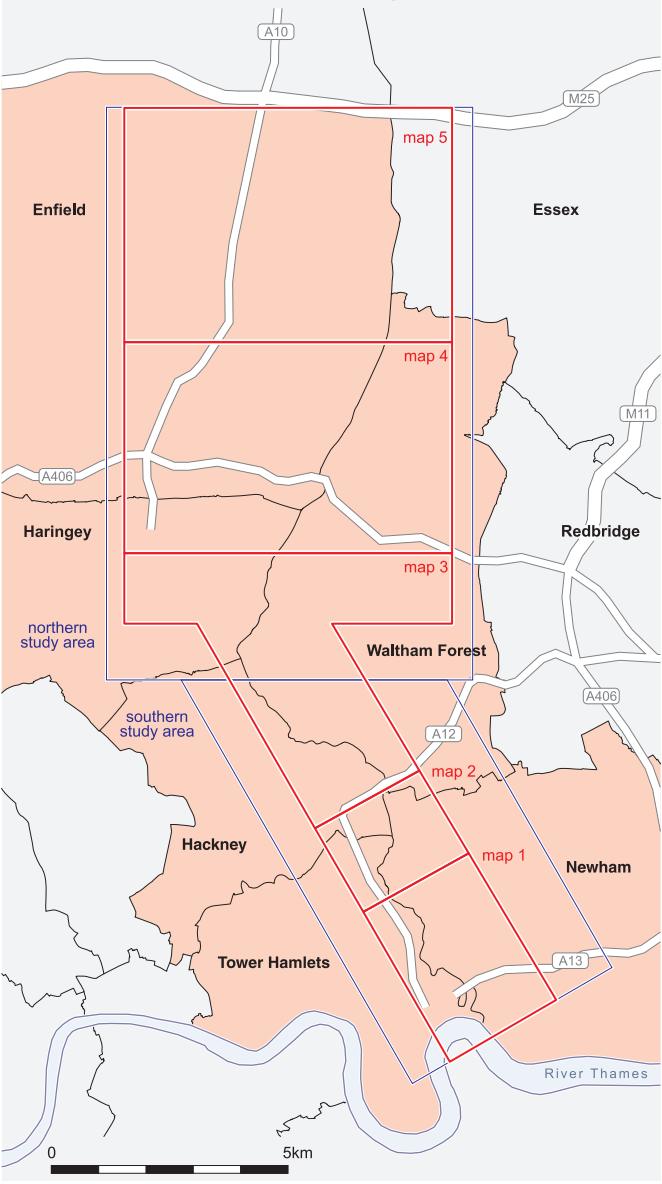 A10
M25
map 5
Enfield
Essex
map 4
M11
A406
Haringey
Redbridge
map 3
northern
study area
Waltham Forest
A406
southern
study area
A12
map 2
Hackney
map 1
Newham
Tower Hamlets
A13
River Thames
0
5km